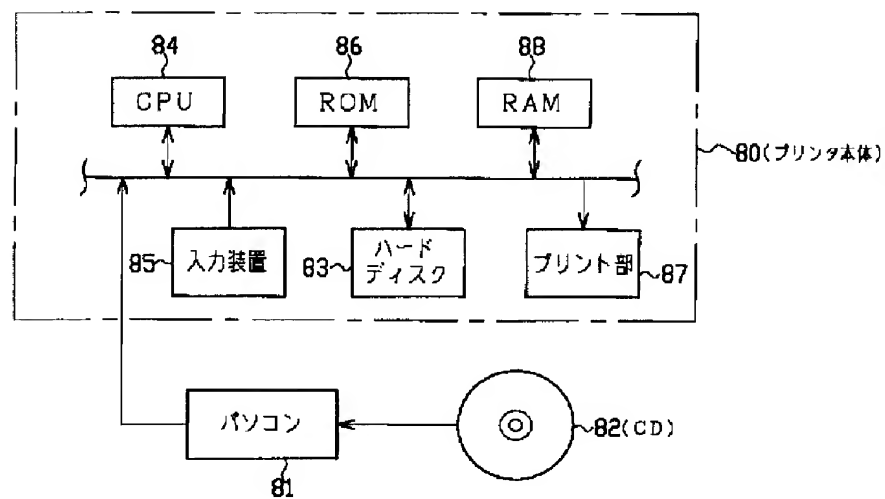 84
86
88
CPU
ROM
RAM
80(プリンタ本体)
85
入力装置
83
ハード
ディスク
プリント部
87
パソコン
81
82(CD)